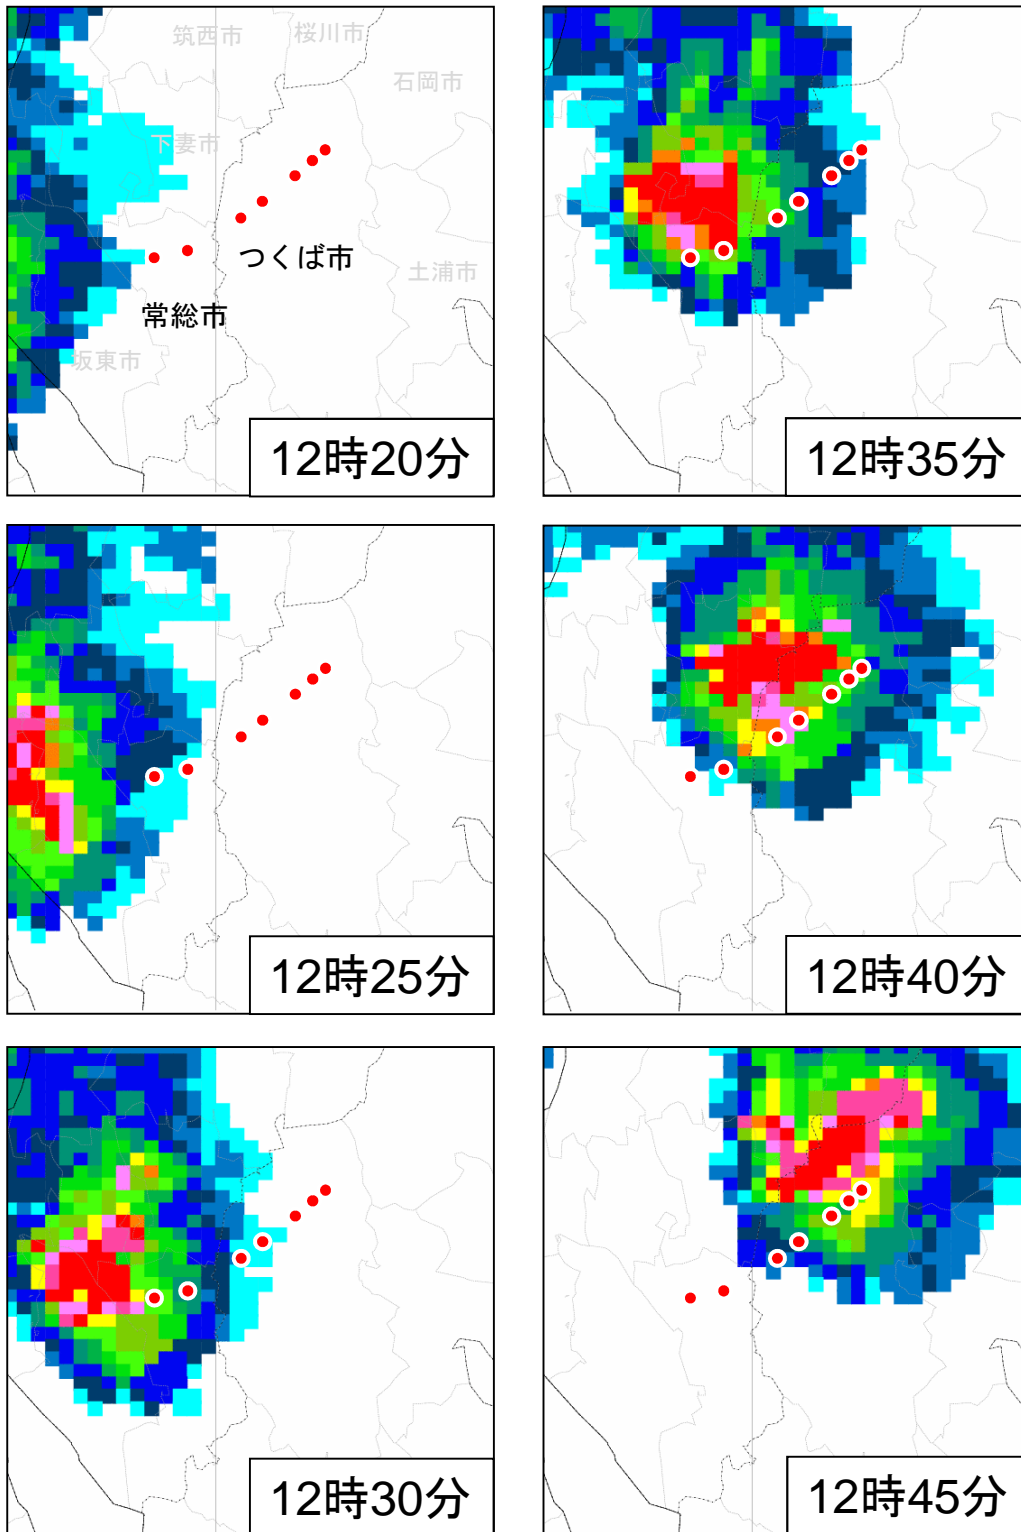 筑西市
桜川市
石岡市
下妻市
つくば市
土浦市
常総市
坂東市
12時20分
12時25分
12時30分
12時35分
12時40分
12時45分